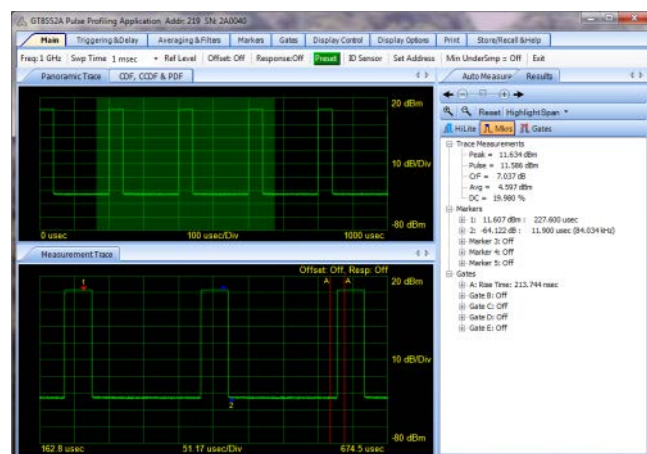 GT8552A Pulse Profiling Application Addr: 219 SN: 2A0040
Main Triggering &Delay Averaging &Filters Markers Gates Display Control Display Options Print Store/Recall &Help
Freq: 1 GHz Swp Time 1 msec Ref Level Offset: Off Response:Off Preset ID Sensor Set Address Min UnderSmp = Off Exit
Panoramic Trace CDF, CCDF & PDF
20 dBm
10 dB/Div
-80 dBm
0 usec 100 usec/Div 1000 usec
Measurement Trace
Offset: Off, Resp: Off
1 A A 20 dBm
10 dB/Div
2
-80 dBm
162.8 usec 51.17 usec/Div 674.5 usec
Auto Measure Results
Reset HighlightSpan
HiLite Mkrs Gates
Trace Measurements
Peak = 11.634 dBm
Pulse = 11.586 dBm
CrF = 7.037 dB
Avg = 4.597 dBm
DC = 19.980 %
Markers
1: 11.607 dBm : 227.600 usec
2: -64.122 dB : 11.900 usec (84.034 kHz)
Marker 3: Off
Marker 4: Off
Marker 5: Off
Gates
A: Rise Time: 213.744 nsec
Gate B: Off
Gate C: Off
Gate D: Off
Gate E: Off